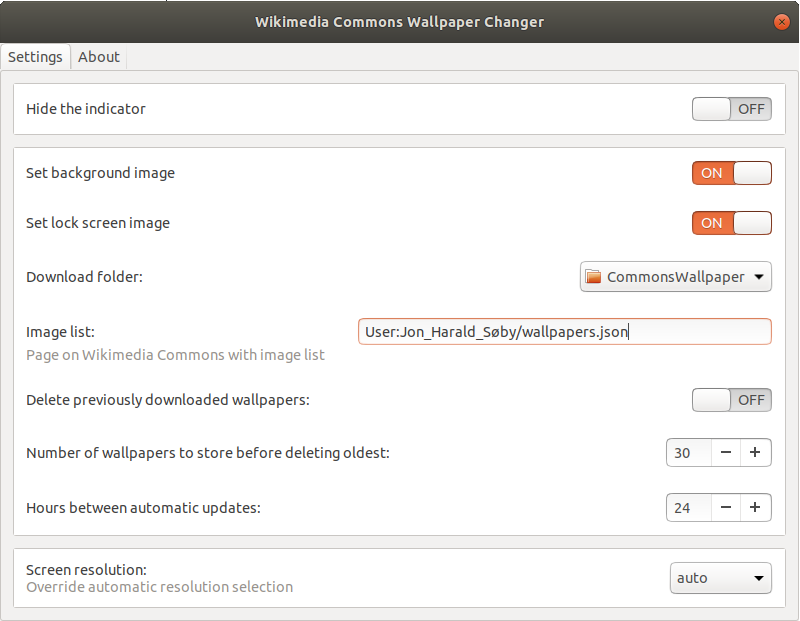 Wikimedia Commons Wallpaper Changer
Settings About
Hide the indicator OFF
Set background image ON
Set lock screen image ON
Download folder: CommonsWallpaper
Image list: User:Jon_Harald_Søby/wallpapers.json
Page on Wikimedia Commons with image list
Delete previously downloaded wallpapers: OFF
Number of wallpapers to store before deleting oldest: 30 − +
Hours between automatic updates: 24 − +
Screen resolution: auto
Override automatic resolution selection